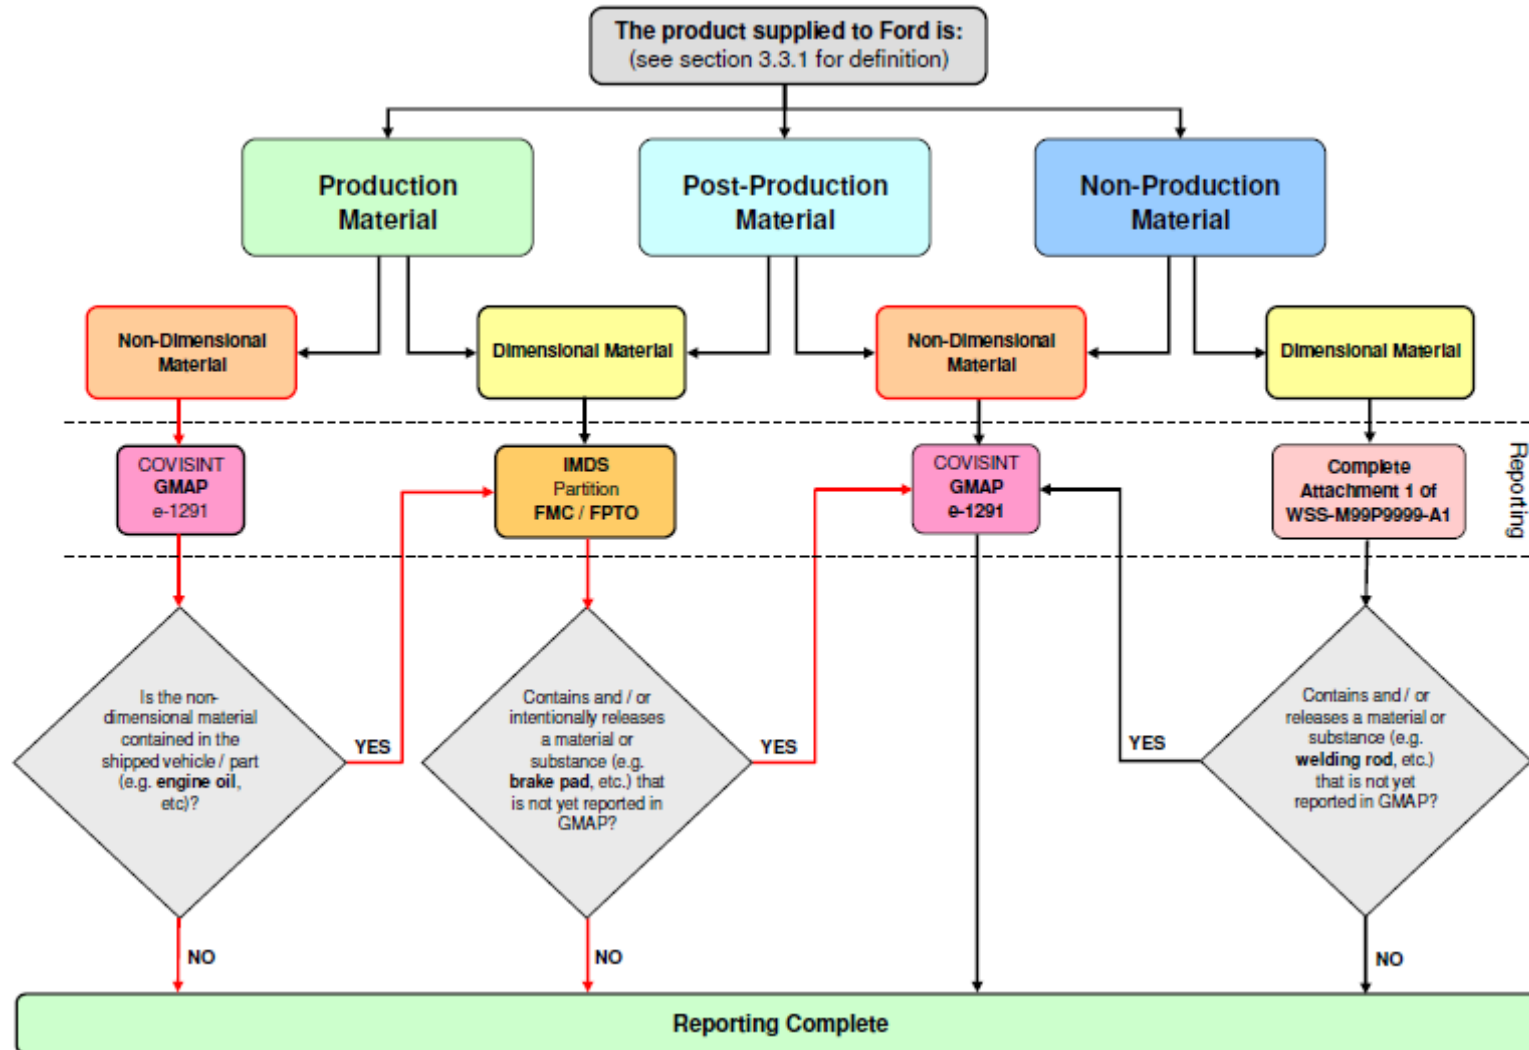 The product supplied to Ford is:
(see section 3.3.1 for definition)
Production
Material
Post-Production
Material
Non-Production
Material
Non-Dimensional
Material
Dimensional Material
Non-Dimensional
Material
Dimensional Material
COVISINT
GMAP
e-1291
IMDS
Partition
FMC / FPTO
COVISINT
GMAP
e-1291
Complete
Attachment 1 of
WSS-M99P9999-A1
Reporting
Is the non-
dimensional material
contained in the
shipped vehicle / part
(e.g. engine oil,
etc)?
YES
NO
Contains and / or
intentionally releases
a material or
substance (e.g.
brake pad, etc.) that
is not yet reported in
GMAP?
YES
NO
Contains and / or
releases a material or
substance (e.g.
welding rod, etc.)
that is not yet
reported in GMAP?
YES
NO
Reporting Complete